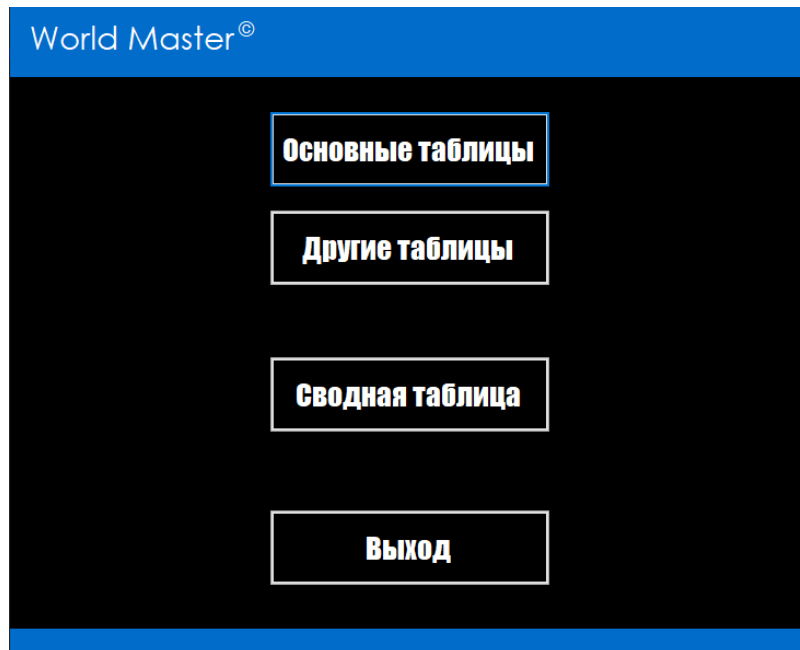 World Master©
Основные таблицы
Другие таблицы
Сводная таблица
Выход